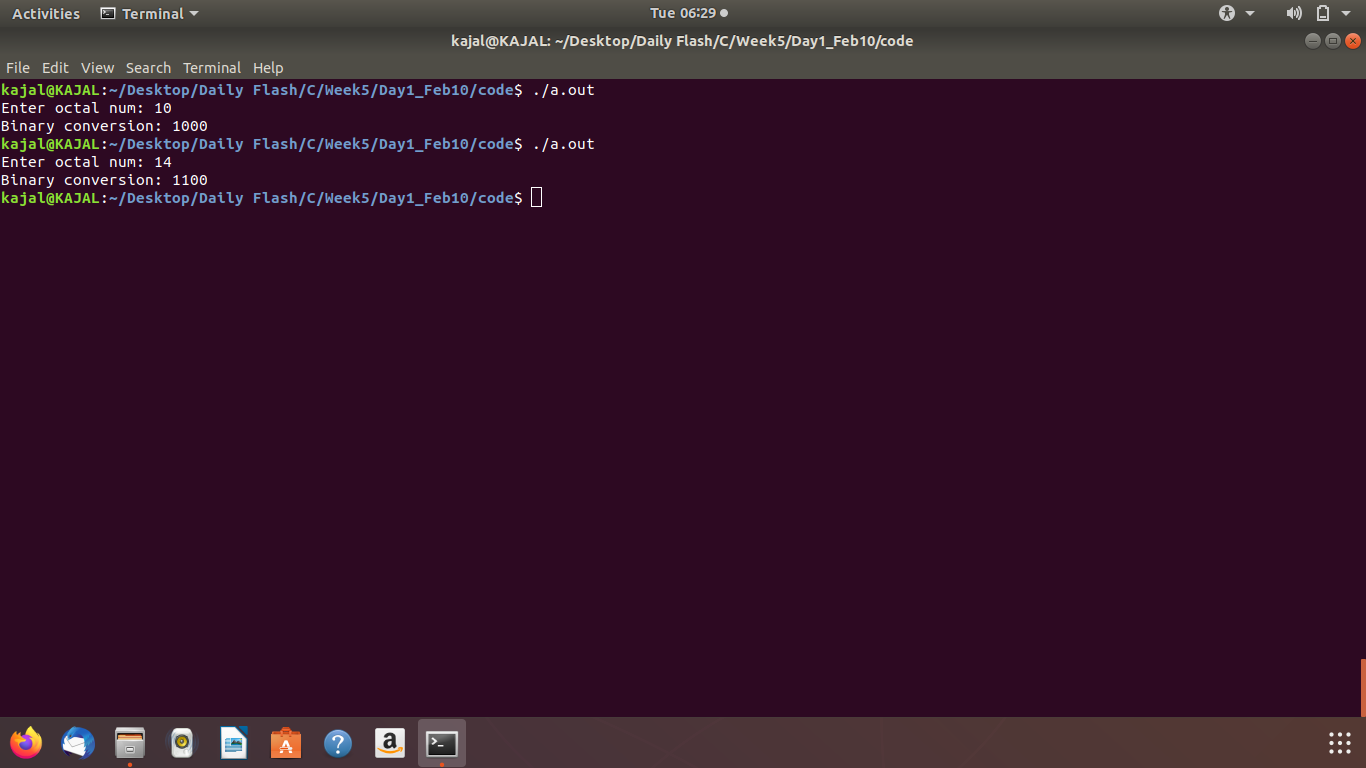 Activities Terminal Tue 06:29
kajal@KAJAL: ~/Desktop/Daily Flash/C/Week5/Day1_Feb10/code
File Edit View Search Terminal Help
kajal@KAJAL:~/Desktop/Daily Flash/C/Week5/Day1_Feb10/code$ ./a.out
Enter octal num: 10
Binary conversion: 1000
kajal@KAJAL:~/Desktop/Daily Flash/C/Week5/Day1_Feb10/code$ ./a.out
Enter octal num: 14
Binary conversion: 1100
kajal@KAJAL:~/Desktop/Daily Flash/C/Week5/Day1_Feb10/code$